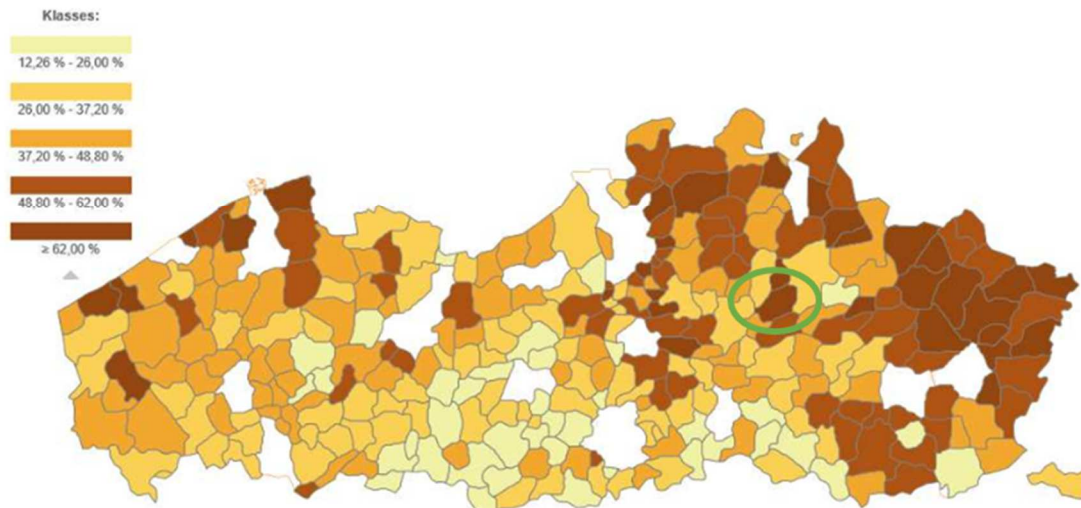 Klasses:
12,26 % - 26,00 %
26,00 % - 37,20 %
37,20 % - 48,80 %
48,80 % - 62,00 %
≥ 62,00 %